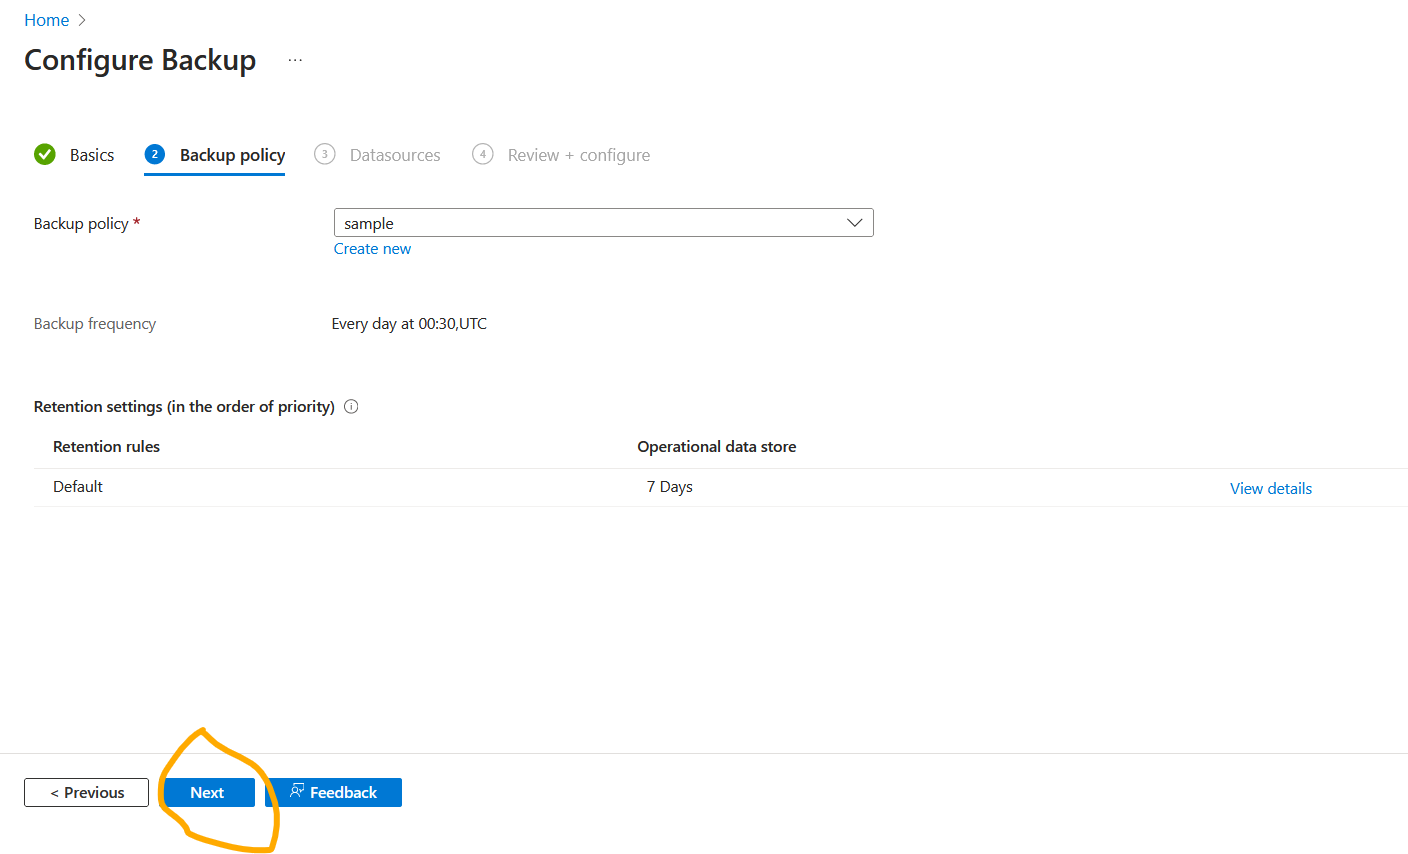 Home >
Configure Backup ...
Basics 2 Backup policy 3 Datasources 4 Review + configure
Backup policy * sample
Create new
Backup frequency Every day at 00:30,UTC
Retention settings (in the order of priority)
Retention rules Operational data store
Default 7 Days View details
< Previous Next Feedback